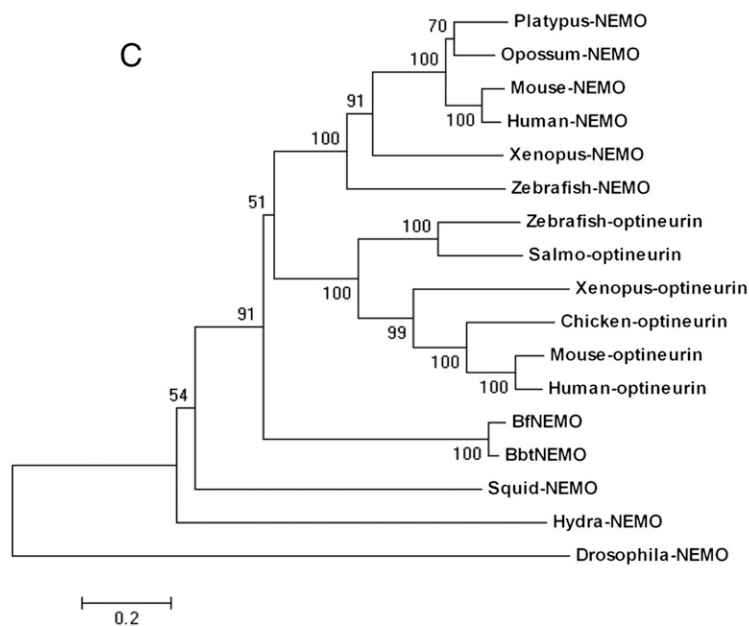 C
70
Platypus-NEMO
Opossum-NEMO
100
Mouse-NEMO
91
100
Human-NEMO
100
Xenopus-NEMO
Zebrafish-NEMO
51
Zebrafish-optineurin
100
Salmo-optineurin
100
Xenopus-optineurin
91
99
Chicken-optineurin
100
Mouse-optineurin
100
Human-optineurin
54
BfNEMO
100
BbtNEMO
Squid-NEMO
Hydra-NEMO
Drosophila-NEMO
0.2